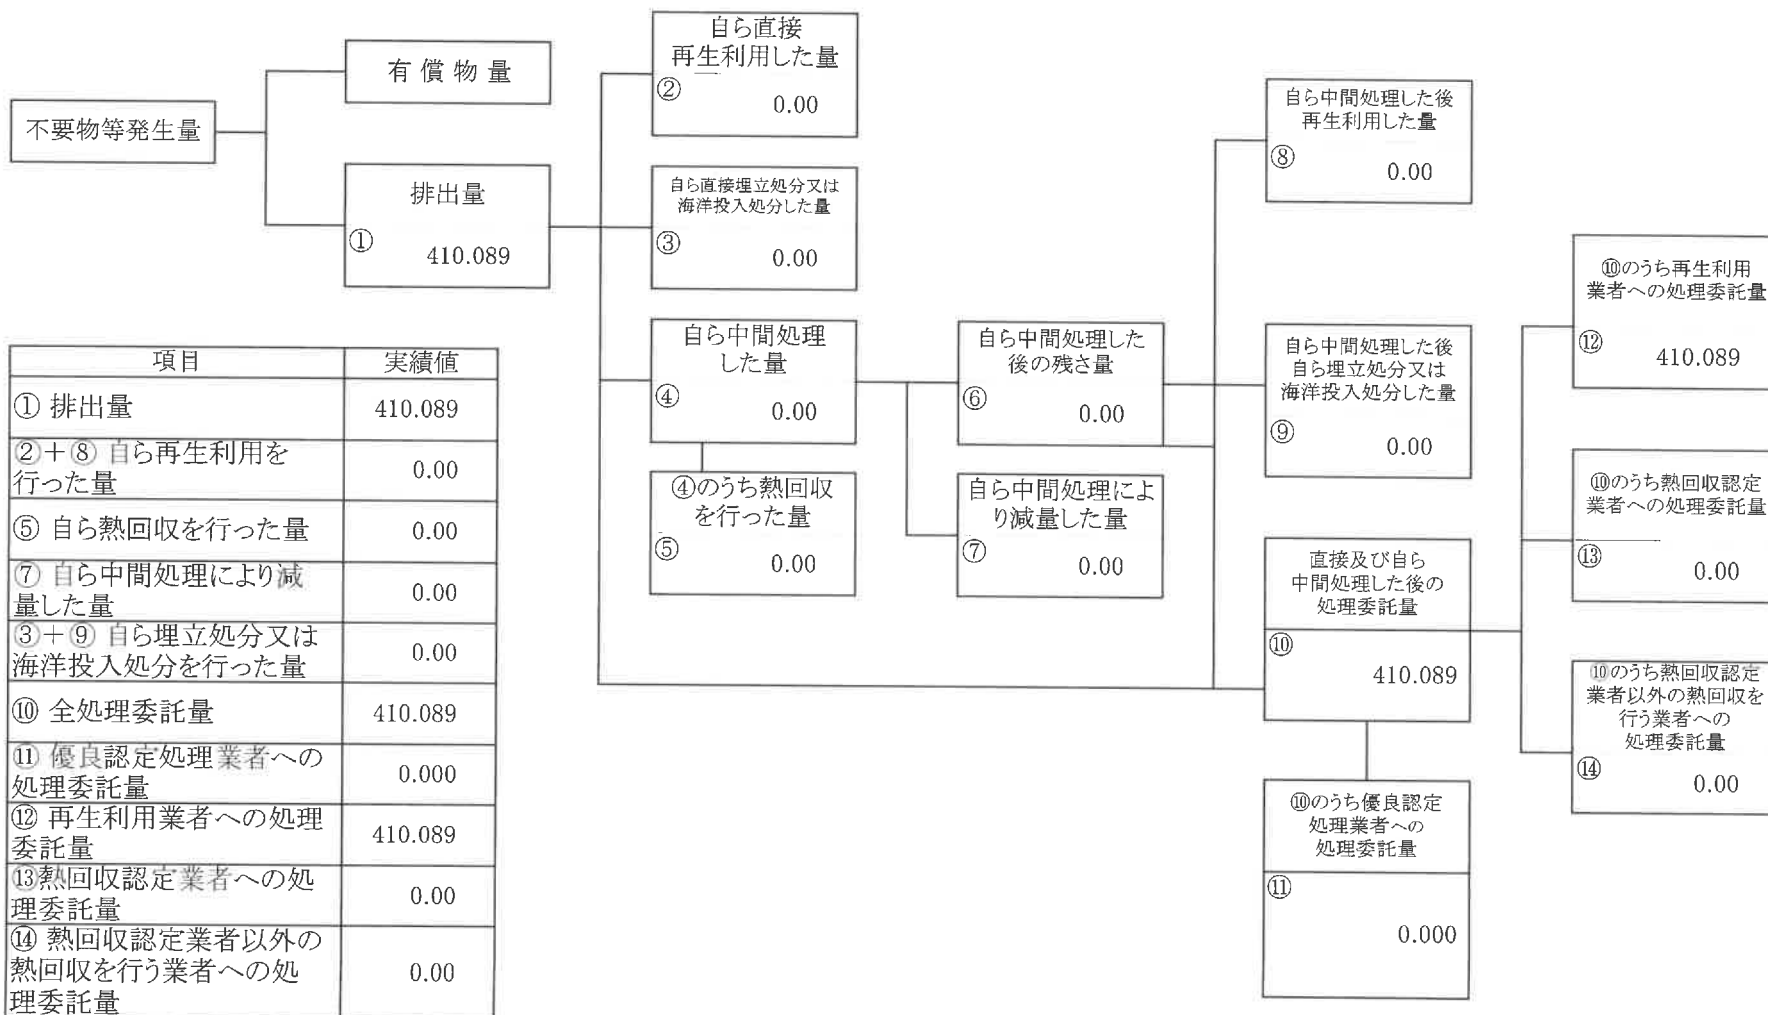 不要物等発生量
有償物量
排出量
①
410.089
自ら直接
再生利用した量
②
0.00
自ら直接埋立処分又は
海洋投入処分した量
③
0.00
自ら中間処理
した量
④
0.00
④のうち熱回収
を行った量
⑤
0.00
自ら中間処理した
後の残さ量
⑥
0.00
自ら中間処理によ
り減量した量
⑦
0.00
自ら中間処理した後
再生利用した量
⑧
0.00
自ら中間処理した後
自ら埋立処分又は
海洋投入処分した量
⑨
0.00
直接及び自ら
中間処理した後の
処理委託量
⑩
410.089
⑩のうち優良認定
処理業者への
処理委託量
⑪
0.000
⑩のうち再生利用
業者への処理委託量
⑫
410.089
⑩のうち熱回収認定
業者への処理委託量
⑬
0.00
⑩のうち熱回収認定
業者以外の熱回収を
行う業者への
処理委託量
⑭
0.00
項目 実績値
① 排出量 410.089
②+⑧ 自ら再生利用を
行った量 0.00
⑤ 自ら熱回収を行った量 0.00
⑦ 自ら中間処理により減
量した量 0.00
③+⑨ 自ら埋立処分又は
海洋投入処分を行った量 0.00
⑩ 全処理委託量 410.089
⑪ 優良認定処理業者への
処理委託量 0.000
⑫ 再生利用業者への処理
委託量 410.089
⑬熱回収認定業者への処
理委託量 0.00
⑭ 熱回収認定業者以外の
熱回収を行う業者への処
理委託量 0.00